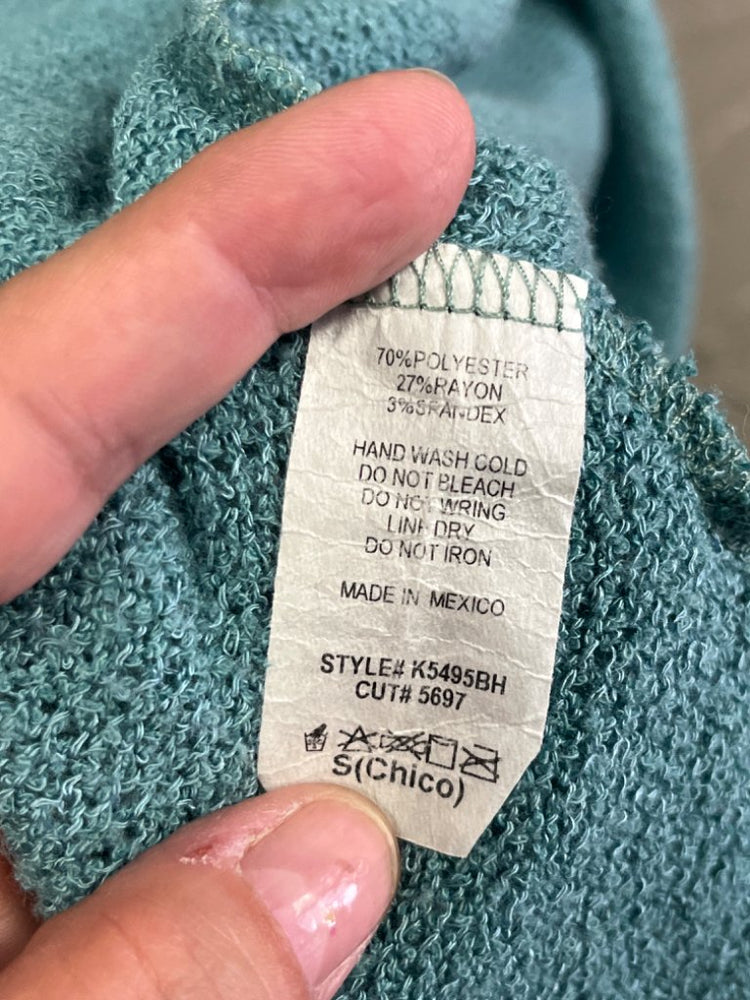 70%POLYESTER
27%RAYON
3%SPANDEX
HAND WASH COLD
DO NOT BLEACH
DO NOT WRING
LINE DRY
DO NOT IRON
MADE IN MEXICO
STYLE# K5495BH
CUT# 5697
S(Chico)